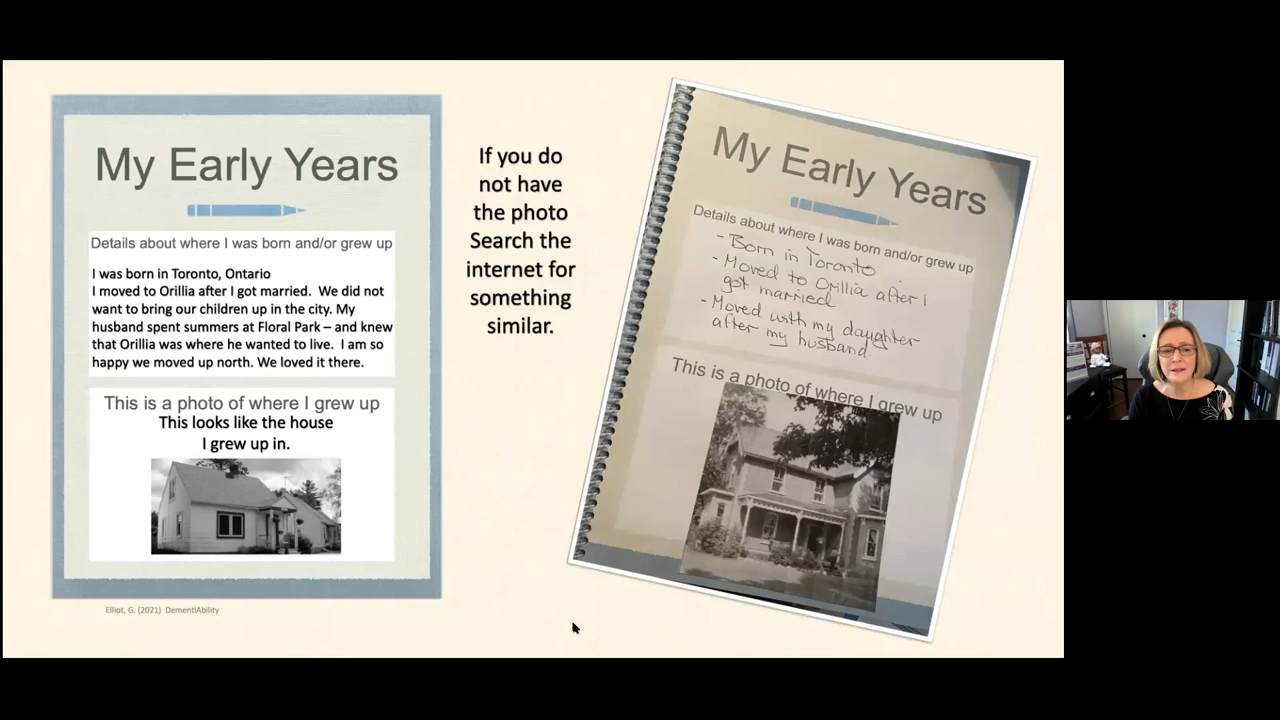 My Early Years
Details about where I was born and/or grew up
I was born in Toronto, Ontario
I moved to Orillia after I got married.  We did not
want to bring our children up in the city. My
husband spent summers at Floral Park – and knew
that Orillia was where he wanted to live.  I am so
happy we moved up north. We loved it there.
This is a photo of where I grew up
This looks like the house
I grew up in.
Elliot, G. (2021)  DementiAbility
If you do
not have
the photo
Search the
internet for
something
similar.
My Early Years
Details about where I was born and/or grew up
- Born in Toronto
- Moved to Orillia after I
got married
- Moved with my daughter
after my husband
This is a photo of where I grew up